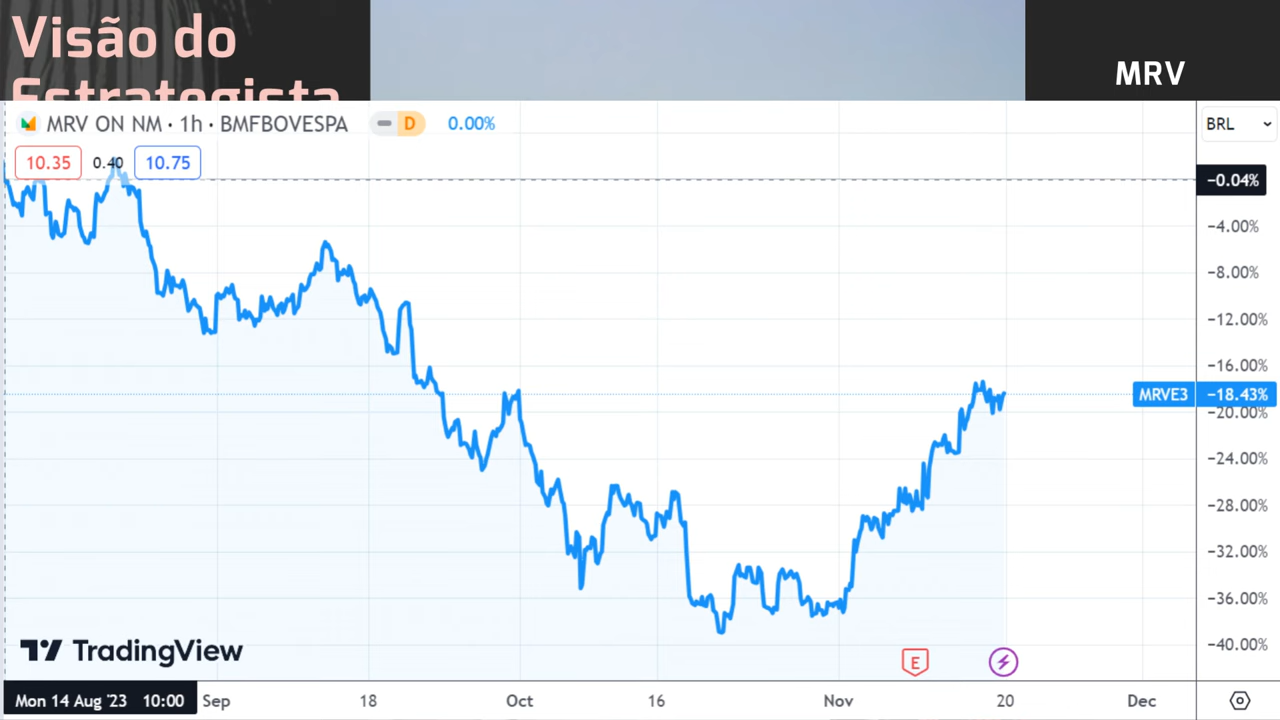 Visão do
Estrategista
MRV
MRV ON NM · 1h · BMFBOVESPA
D
0.00%
BRL
10.35
0.40
10.75
−0.04%
−4.00%
−8.00%
−12.00%
−16.00%
MRVE3
−18.43%
−20.00%
−24.00%
−28.00%
−32.00%
−36.00%
−40.00%
E
TradingView
Mon 14 Aug '23 10:00
Sep
18
Oct
16
Nov
20
Dec